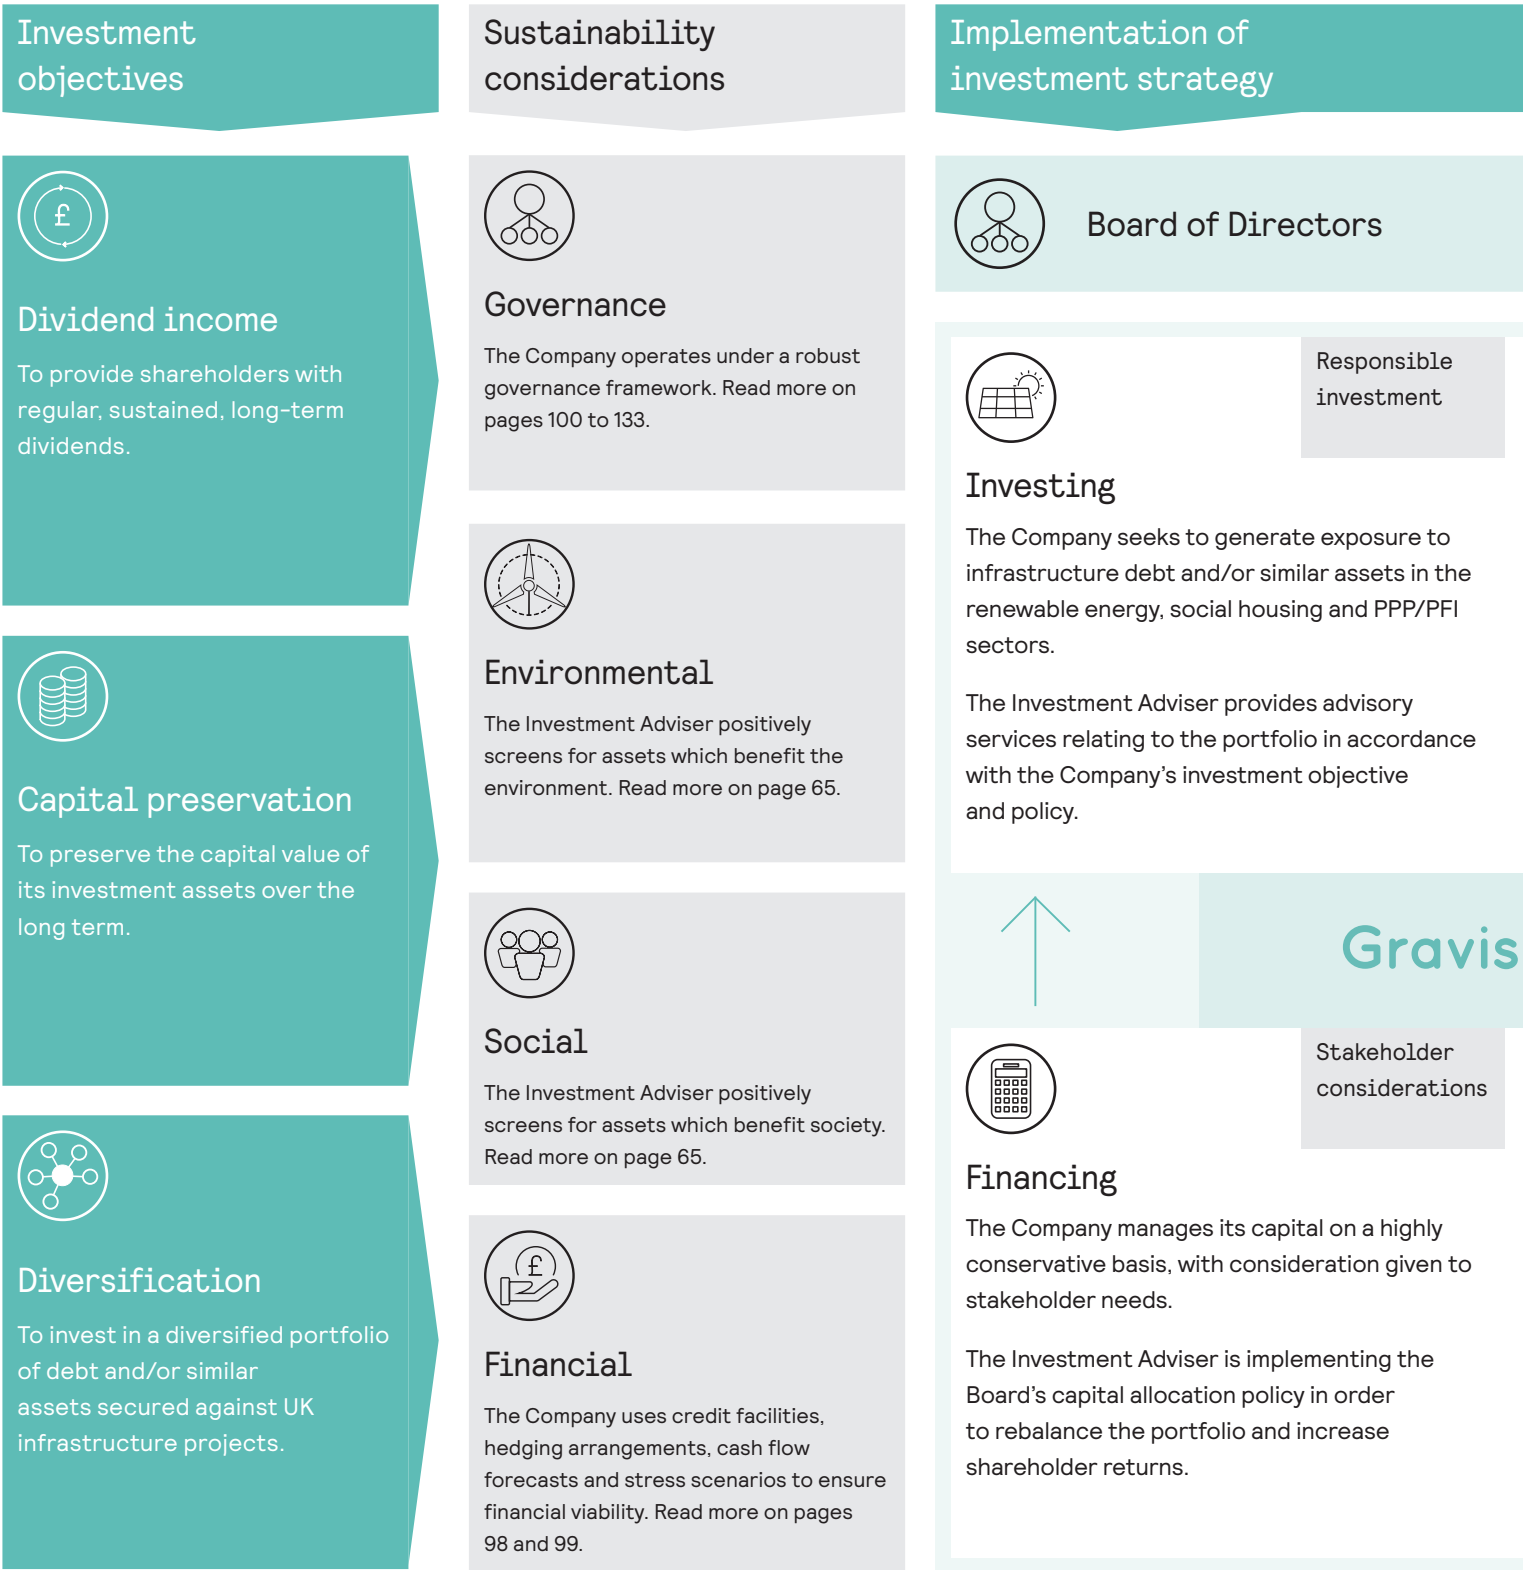 Investment
objectives
Dividend income
To provide shareholders with
regular, sustained, long-term
dividends.
Capital preservation
To preserve the capital value of
its investment assets over the
long term.
Diversification
To invest in a diversified portfolio
of debt and/or similar
assets secured against UK
infrastructure projects.
Sustainability
considerations
Governance
The Company operates under a robust
governance framework. Read more on
pages 100 to 133.
Environmental
The Investment Adviser positively
screens for assets which benefit the
environment. Read more on page 65.
Social
The Investment Adviser positively
screens for assets which benefit society.
Read more on page 65.
Financial
The Company uses credit facilities,
hedging arrangements, cash flow
forecasts and stress scenarios to ensure
financial viability. Read more on pages
98 and 99.
Implementation of
investment strategy
Board of Directors
Responsible
investment
Investing
The Company seeks to generate exposure to
infrastructure debt and/or similar assets in the
renewable energy, social housing and PPP/PFI
sectors.
The Investment Adviser provides advisory
services relating to the portfolio in accordance
with the Company's investment objective
and policy.
Gravis
Stakeholder
considerations
Financing
The Company manages its capital on a highly
conservative basis, with consideration given to
stakeholder needs.
The Investment Adviser is implementing the
Board's capital allocation policy in order
to rebalance the portfolio and increase
shareholder returns.